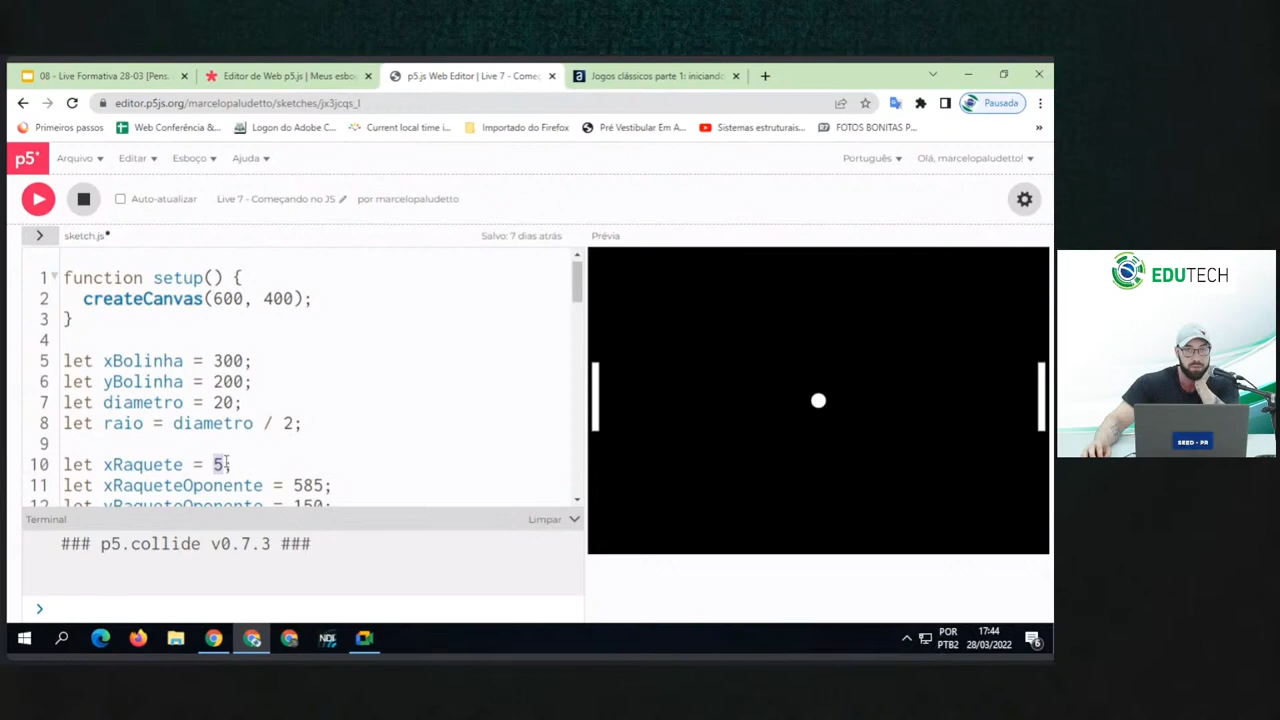 08 - Live Formativa 28-03 [Pens
Editor de Web p5.js | Meus esbo
p5.js Web Editor | Live 7 - Começ
Jogos clássicos parte 1: iniciand
editor.p5js.org/marcelopaludetto/sketches/jx3jcqs_l
Pausada
Primeiros passos
Web Conferência &...
Logon do Adobe C...
Current local time i...
Importado do Firefox
Pré Vestibular Em A...
Sistemas estruturais...
FOTOS BONITAS P...
»
p5*
Arquivo
Editar
Esboço
Ajuda
Português
Olá, marcelopaludetto!
Auto-atualizar
Live 7 - Começando no JS
por marcelopaludetto
sketch.js
Salvo: 7 dias atrás
Prévia
1 function setup() {
2 createCanvas(600, 400);
3 }
4
5 let xBolinha = 300;
6 let yBolinha = 200;
7 let diametro = 20;
8 let raio = diametro / 2;
9
10 let xRaquete = 5;
11 let xRaqueteOponente = 585;
12 let yRaqueteOponente = 150;
Terminal
Limpar
### p5.collide v0.7.3 ###
>
EDUTECH
SEED - PR
POR
PTB2
17:44
28/03/2022
6